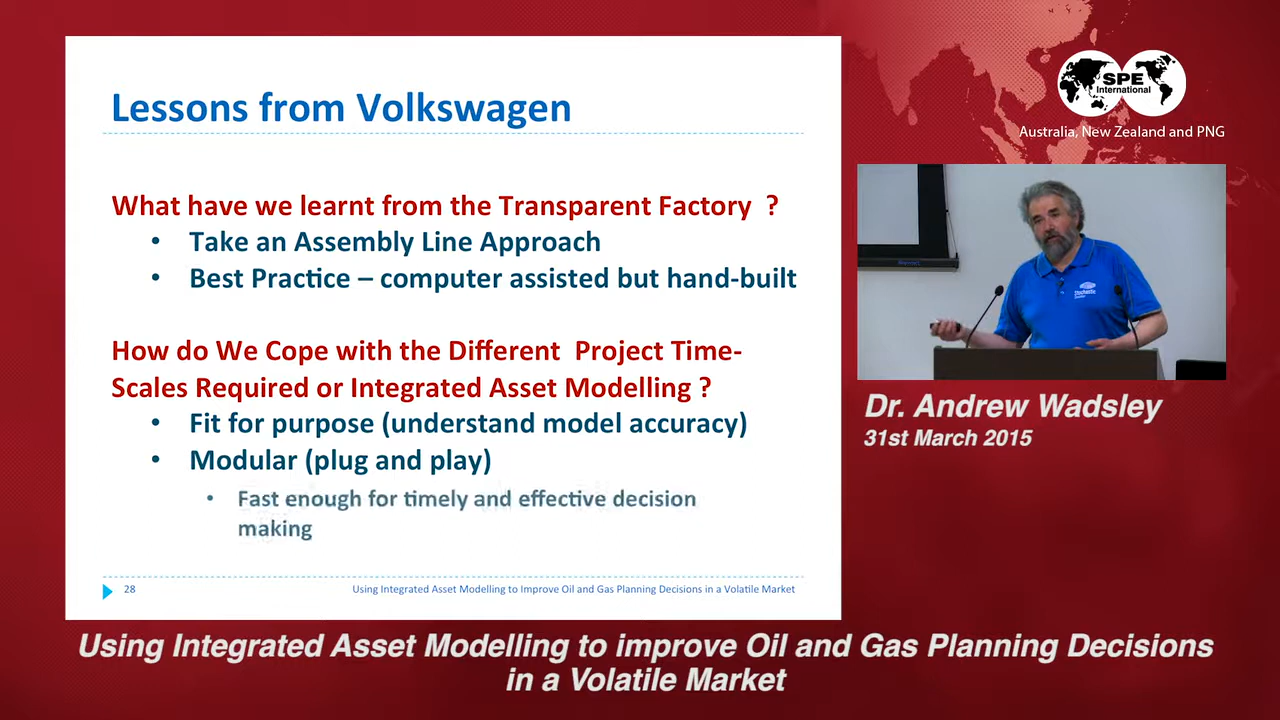 Lessons from Volkswagen
What have we learnt from the Transparent Factory ?
• Take an Assembly Line Approach
• Best Practice – computer assisted but hand-built
How do We Cope with the Different Project Time-
Scales Required or Integrated Asset Modelling ?
• Fit for purpose (understand model accuracy)
• Modular (plug and play)
• Fast enough for timely and effective decision
making
28
Using Integrated Asset Modelling to Improve Oil and Gas Planning Decisions in a Volatile Market
SPE
International
Australia, New Zealand and PNG
Stochastic
Dr. Andrew Wadsley
31st March 2015
Using Integrated Asset Modelling to improve Oil and Gas Planning Decisions
in a Volatile Market